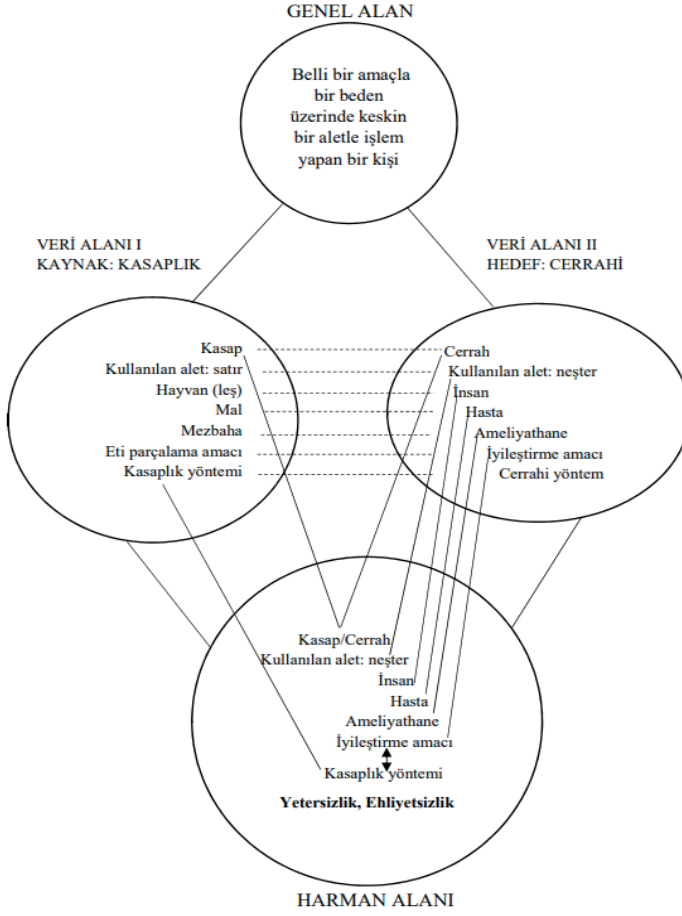 GENEL ALAN
Belli bir amaçla
bir beden
üzerinde keskin
bir aletle işlem
yapan bir kişi
VERİ ALANI I
KAYNAK: KASAPLIK
VERİ ALANI II
HEDEF: CERRAHİ
Kasap
Kullanılan alet: satır
Hayvan (leş)
Mal
Mezbaha
Eti parçalama amacı
Kasaplık yöntemi
Cerrah
Kullanılan alet: neşter
İnsan
Hasta
Ameliyathane
İyileştirme amacı
Cerrahi yöntem
Kasap/Cerrah
Kullanılan alet: neşter
İnsan
Hasta
Ameliyathane
İyileştirme amacı
Kasaplık yöntemi
Yetersizlik, Ehliyetsizlik
HARMAN ALANI